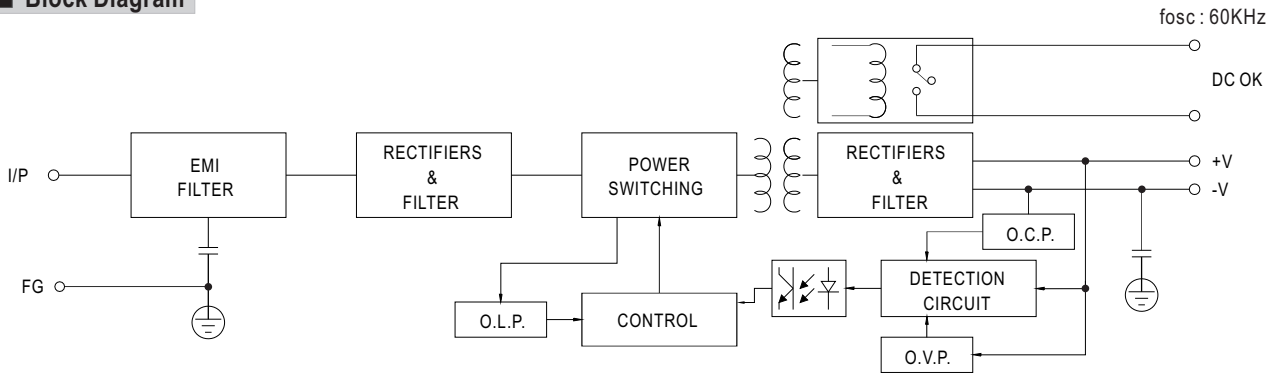 Block Diagram
fosc : 60KHz
DC OK
I/P
EMI
FILTER
RECTIFIERS
&
FILTER
POWER
SWITCHING
RECTIFIERS
&
FILTER
+V
-V
O.C.P.
FG
O.L.P.
CONTROL
DETECTION
CIRCUIT
O.V.P.